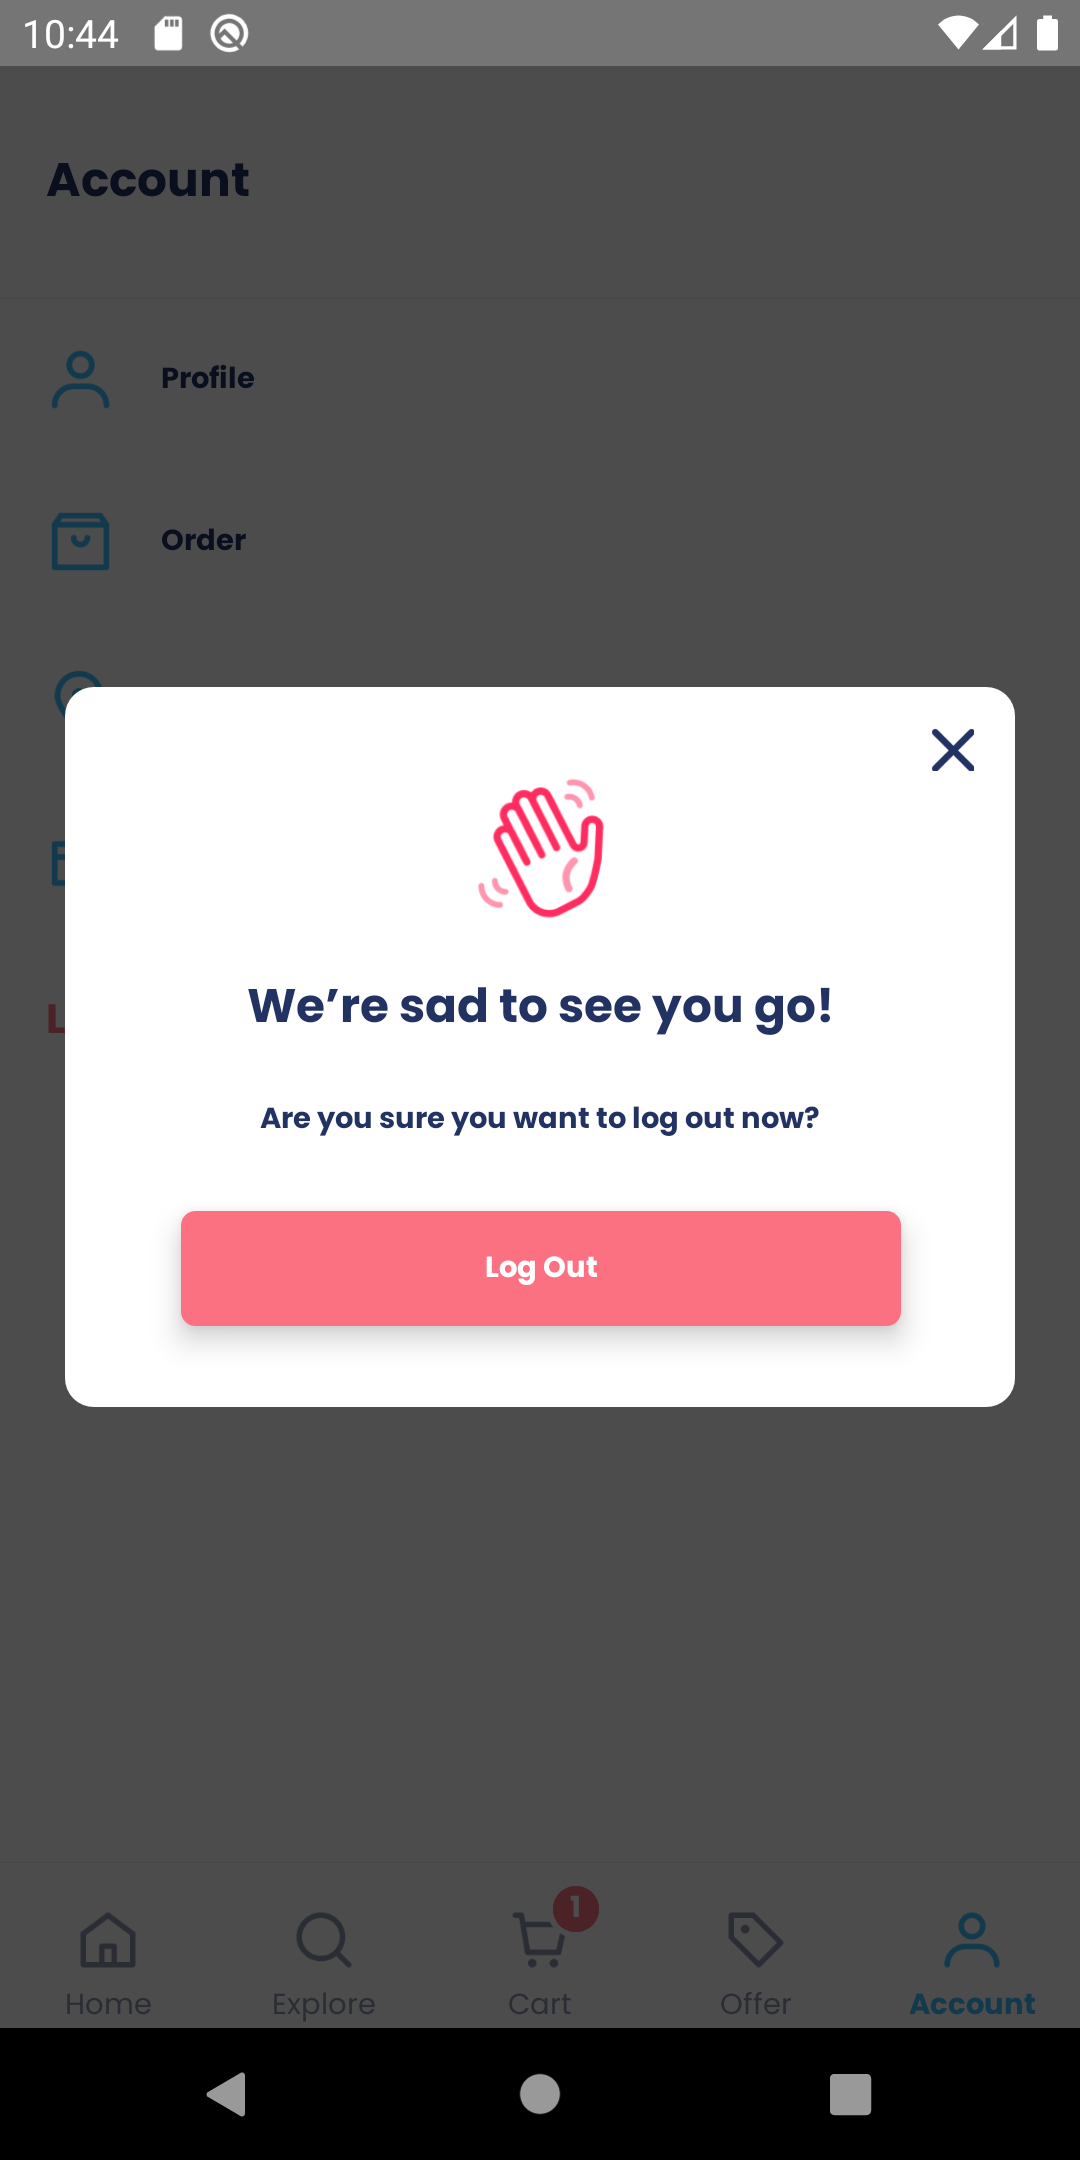 10:44
Account
Profile
Order
We’re sad to see you go!
Are you sure you want to log out now?
Log Out
1
Home
Explore
Cart
Offer
Account